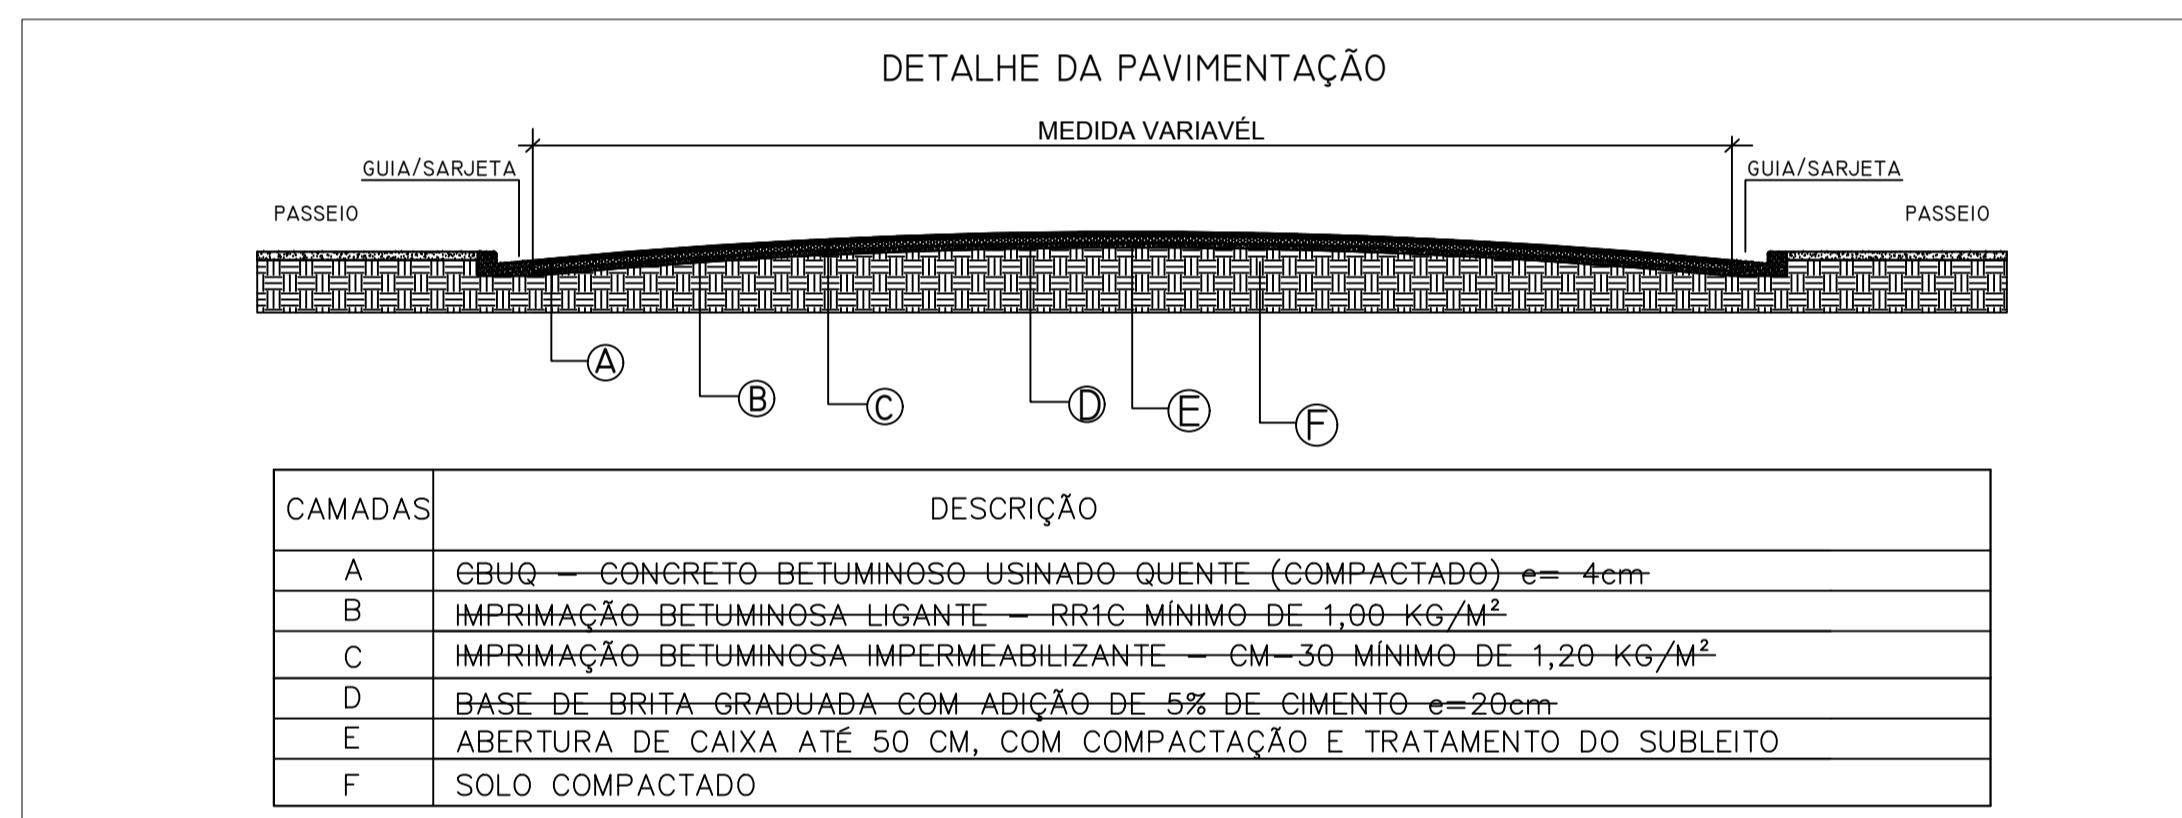 DETALHE DA PAVIMENTAÇÃO
MEDIDA VARIAVÉL
GUIA/SARJETA
GUIA/SARJETA
PASSEIO
PASSEIO
A
B
C
D
E
F
CAMADAS DESCRIÇÃO
A CBUQ – CONCRETO BETUMINOSO USINADO QUENTE (COMPACTADO) e= 4cm
B IMPRIMAÇÃO BETUMINOSA LIGANTE – RR1C MÍNIMO DE 1,00 KG/M²
C IMPRIMAÇÃO BETUMINOSA IMPERMEABILIZANTE – CM–30 MÍNIMO DE 1,20 KG/M²
D BASE DE BRITA GRADUADA COM ADIÇÃO DE 5% DE CIMENTO e=20cm
E ABERTURA DE CAIXA ATÉ 50 CM, COM COMPACTAÇÃO E TRATAMENTO DO SUBLEITO
F SOLO COMPACTADO